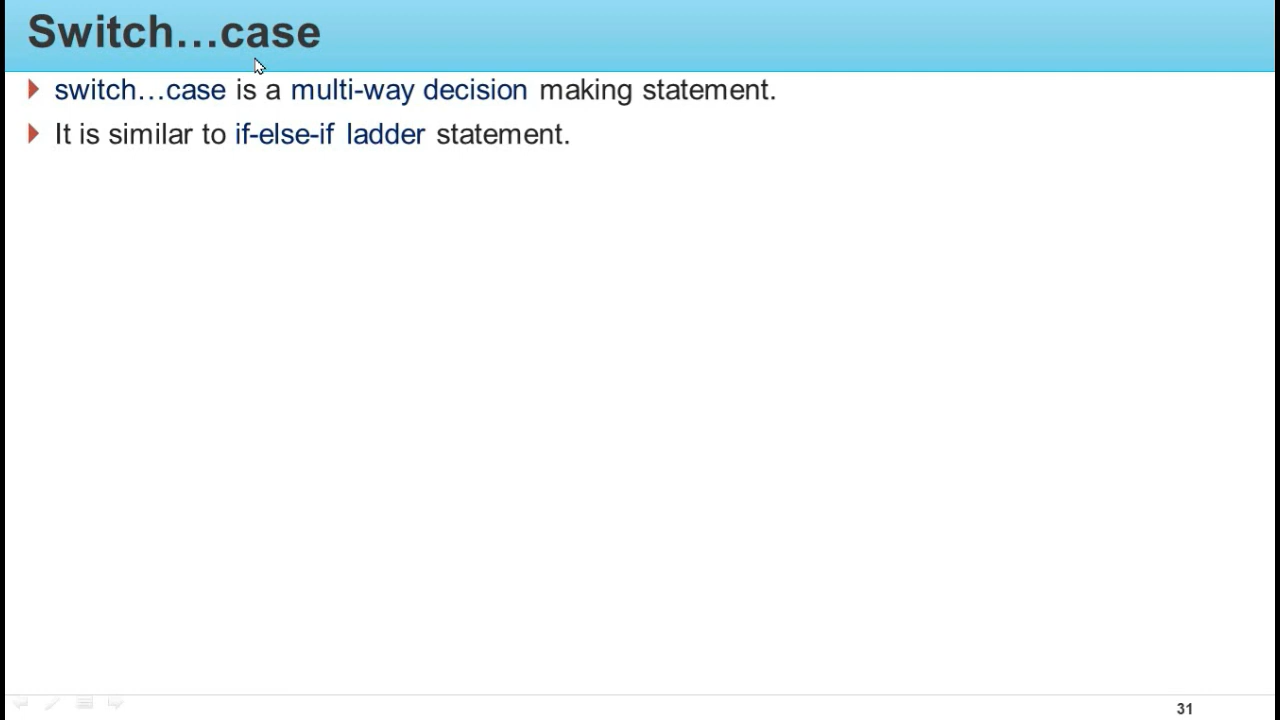 Switch…case
switch…case is a multi-way decision making statement.
It is similar to if-else-if ladder statement.
31